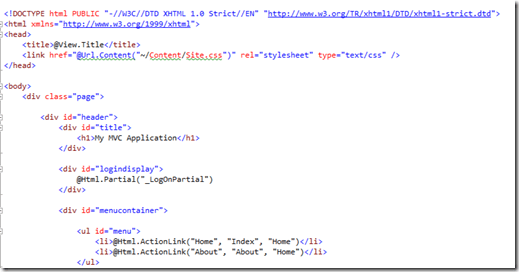 <!DOCTYPE html PUBLIC "-//W3C//DTD XHTML 1.0 Strict//EN" "http://www.w3.org/TR/xhtml1/DTD/xhtml1-strict.dtd">
<html xmlns="http://www.w3.org/1999/xhtml">
<head>
    <title>@View.Title</title>
    <link href="@Url.Content("~/Content/Site.css")" rel="stylesheet" type="text/css" />
</head>
<body>
    <div class="page">
        <div id="header">
            <div id="title">
                <h1>My MVC Application</h1>
            </div>
            <div id="logindisplay">
                @Html.Partial("_LogOnPartial")
            </div>
            <div id="menucontainer">
                <ul id="menu">
                    <li>@Html.ActionLink("Home", "Index", "Home")</li>
                    <li>@Html.ActionLink("About", "About", "Home")</li>
                </ul>